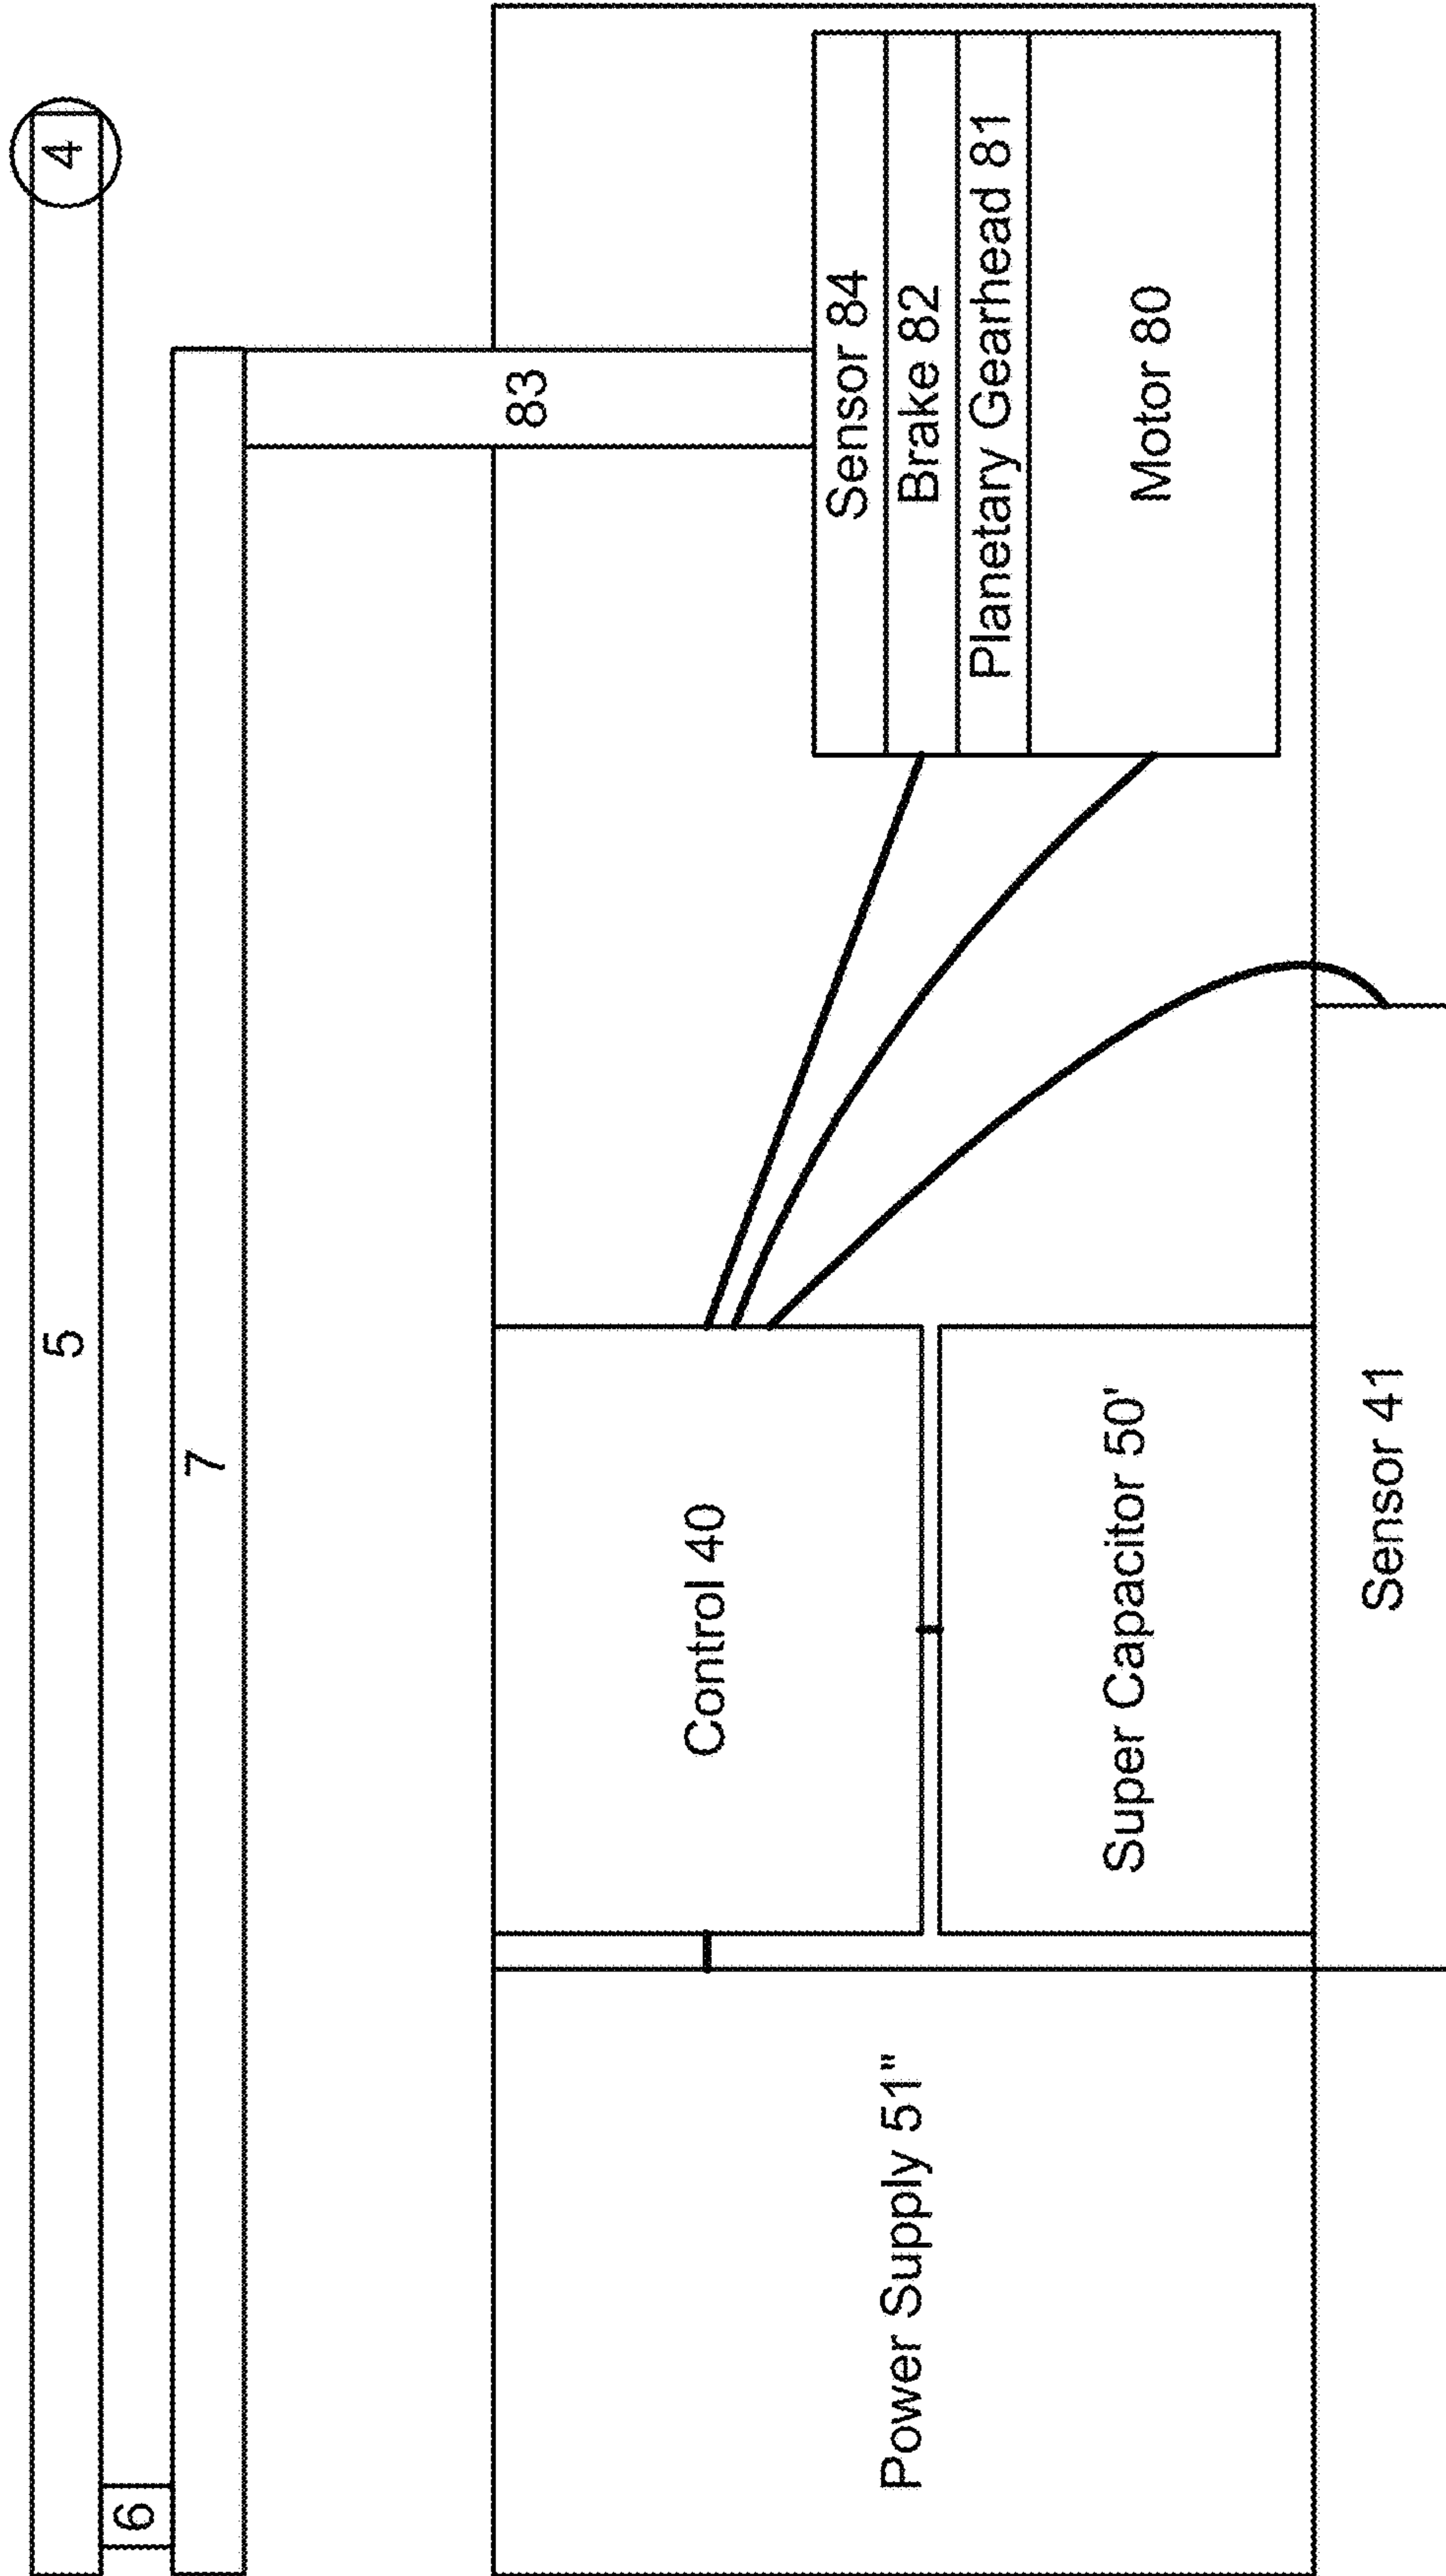 4
5
6
7
83
Sensor 84
Brake 82
Planetary Gearhead 81
Motor 80
Control 40
Super Capacitor 50'
Power Supply 51"
Sensor 41